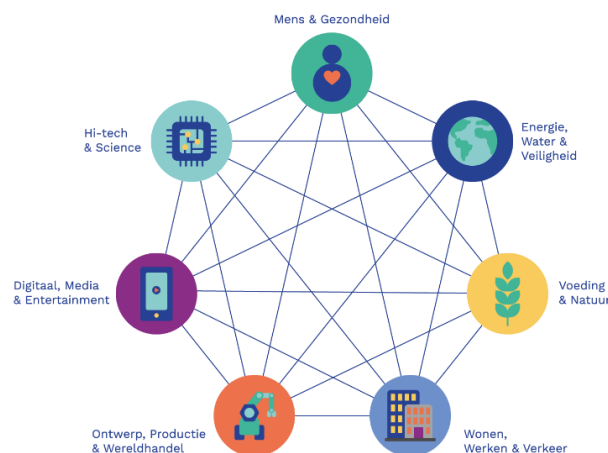 Mens & Gezondheid
Hi-tech
& Science
Energie,
Water &
Veiligheid
Digitaal, Media
& Entertainment
Voeding
& Natuur
Ontwerp, Productie
& Wereldhandel
Wonen,
Werken & Verkeer